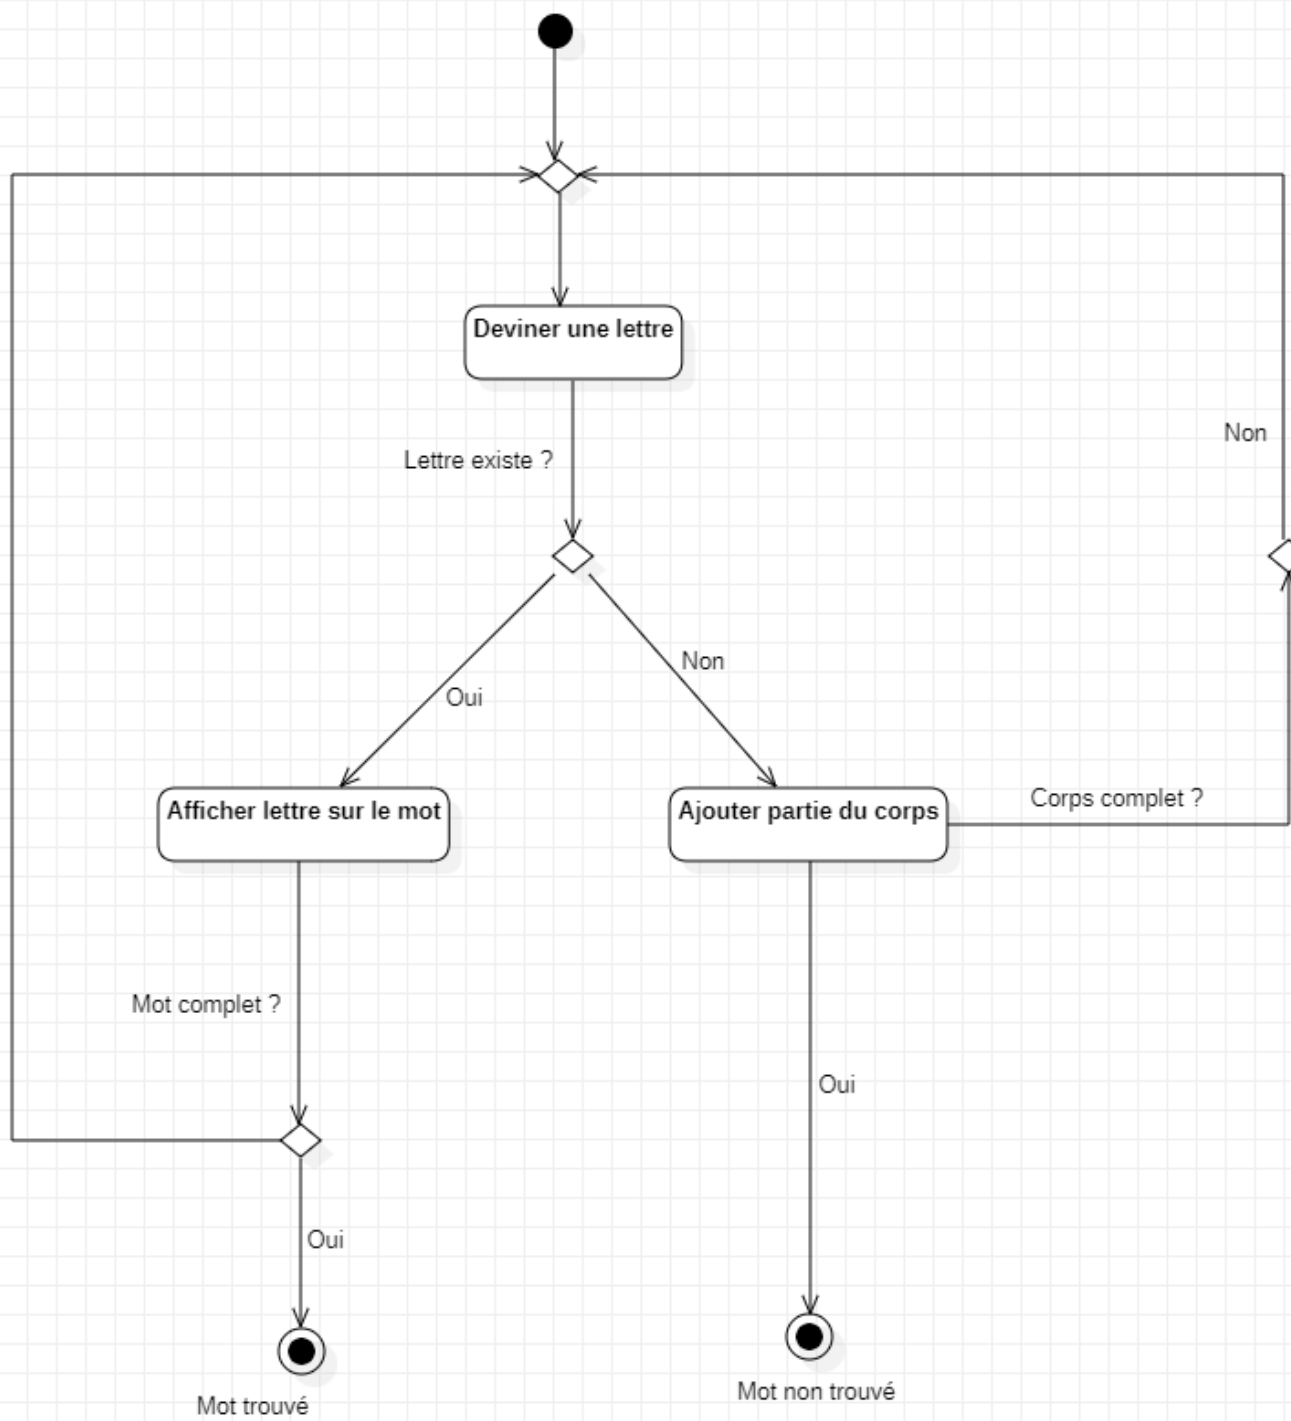 Deviner une lettre
Non
Lettre existe ?
Non
Oui
Corps complet ?
Afficher lettre sur le mot
Ajouter partie du corps
Mot complet ?
Oui
Oui
Mot non trouvé
Mot trouvé